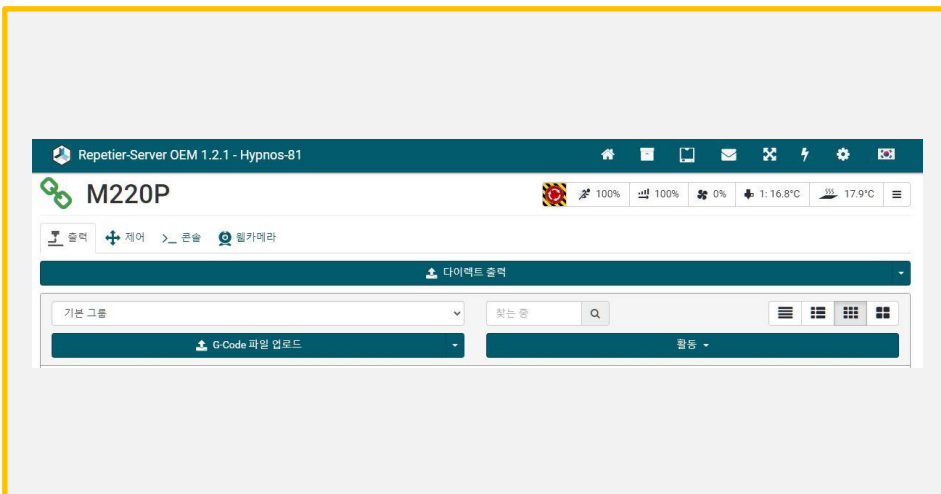 Repetier-Server OEM 1.2.1 - Hypnos-81
M220P
100% 100% 0% 1: 16.8°C 17.9°C
출력 제어 >_ 콘솔 웹카메라
다이렉트 출력
기본 그룹 찾는 중
G-Code 파일 업로드 활동